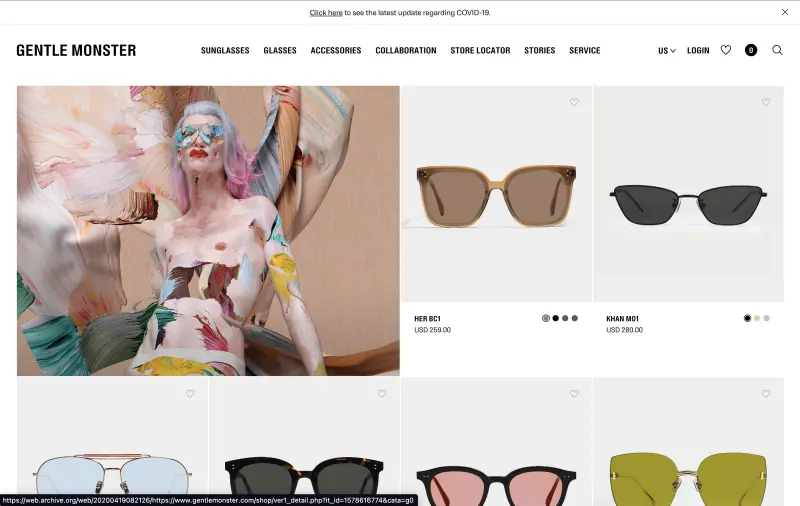 Click here to see the latest update regarding COVID-19.
GENTLE MONSTER
SUNGLASSES GLASSES ACCESSORIES COLLABORATION STORE LOCATOR STORIES SERVICE
US LOGIN 0
HER BC1
USD 259.00
KHAN M01
USD 280.00
https://web.archive.org/web/20200419082126/https://www.gentlemonster.com/shop/ver1_detail.php?it_id=1578616774&cata=g0